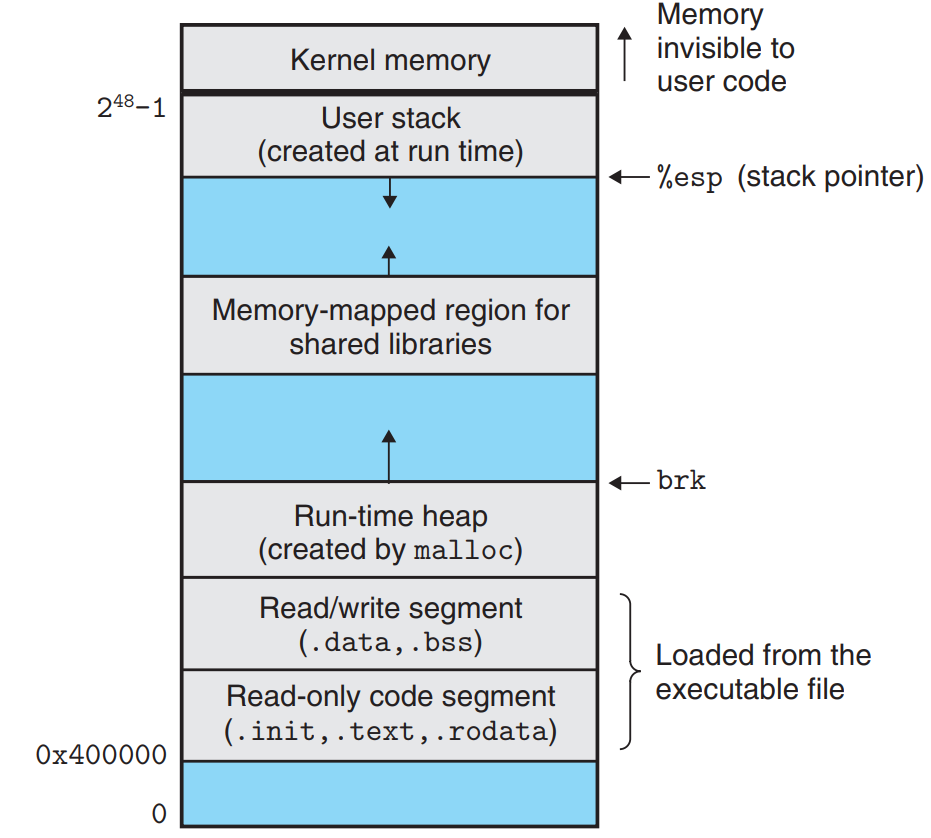 Memory
invisible to
user code
Kernel memory
2⁴⁸−1
User stack
(created at run time)
%esp (stack pointer)
Memory-mapped region for
shared libraries
brk
Run-time heap
(created by malloc)
Read/write segment
(.data,.bss)
Loaded from the
executable file
Read-only code segment
(.init,.text,.rodata)
0x400000
0